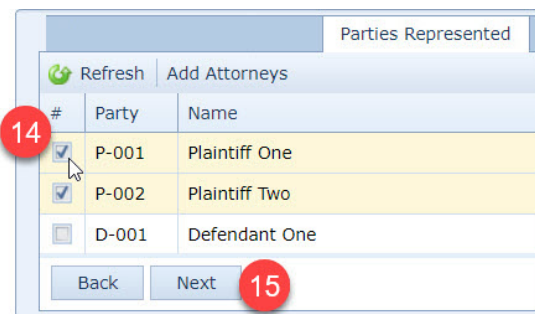 Parties Represented
Refresh Add Attorneys
# Party Name
14
P-001 Plaintiff One
P-002 Plaintiff Two
D-001 Defendant One
Back Next 15